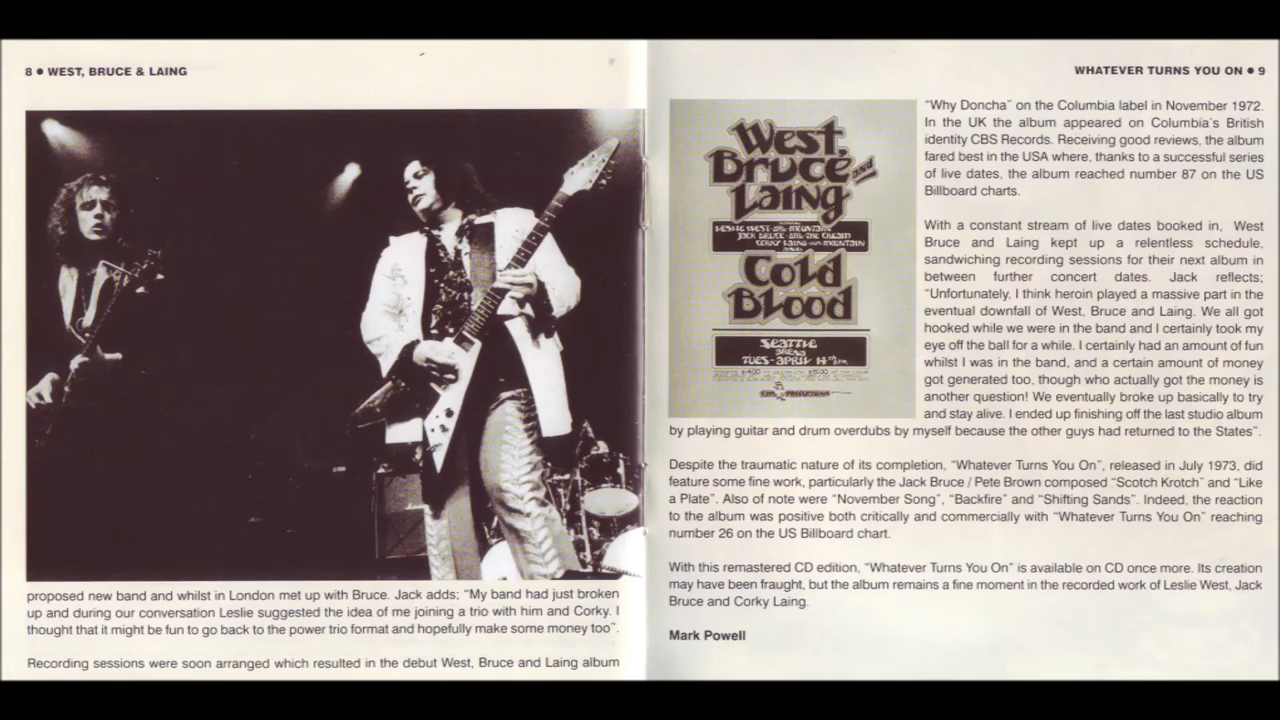 8 ● WEST, BRUCE & LAING
proposed new band and whilst in London met up with Bruce. Jack adds; “My band had just broken
up and during our conversation Leslie suggested the idea of me joining a trio with him and Corky. I
thought that it might be fun to go back to the power trio format and hopefully make some money too”.
Recording sessions were soon arranged which resulted in the debut West, Bruce and Laing album
WHATEVER TURNS YOU ON ● 9
West,
Bruce and
Laing
LESLIE WEST
JACK BRUCE
CORKY LAING
Cold
Blood
SEATTLE
ARENA
TUES - APRIL 14th
PRODUCTIONS
“Why Doncha” on the Columbia label in November 1972.
In the UK the album appeared on Columbia's British
identity CBS Records. Receiving good reviews, the album
fared best in the USA where, thanks to a successful series
of live dates, the album reached number 87 on the US
Billboard charts.
With a constant stream of live dates booked in, West
Bruce and Laing kept up a relentless schedule,
sandwiching recording sessions for their next album in
between further concert dates. Jack reflects;
“Unfortunately, I think heroin played a massive part in the
eventual downfall of West, Bruce and Laing. We all got
hooked while we were in the band and I certainly took my
eye off the ball for a while. I certainly had an amount of fun
whilst I was in the band, and a certain amount of money
got generated too, though who actually got the money is
another question! We eventually broke up basically to try
and stay alive. I ended up finishing off the last studio album
by playing guitar and drum overdubs by myself because the other guys had returned to the States”.
Despite the traumatic nature of its completion, “Whatever Turns You On”, released in July 1973, did
feature some fine work, particularly the Jack Bruce / Pete Brown composed “Scotch Krotch” and “Like
a Plate”. Also of note were “November Song”, “Backfire” and “Shifting Sands”. Indeed, the reaction
to the album was positive both critically and commercially with “Whatever Turns You On” reaching
number 26 on the US Billboard chart.
With this remastered CD edition, “Whatever Turns You On” is available on CD once more. Its creation
may have been fraught, but the album remains a fine moment in the recorded work of Leslie West, Jack
Bruce and Corky Laing.
Mark Powell